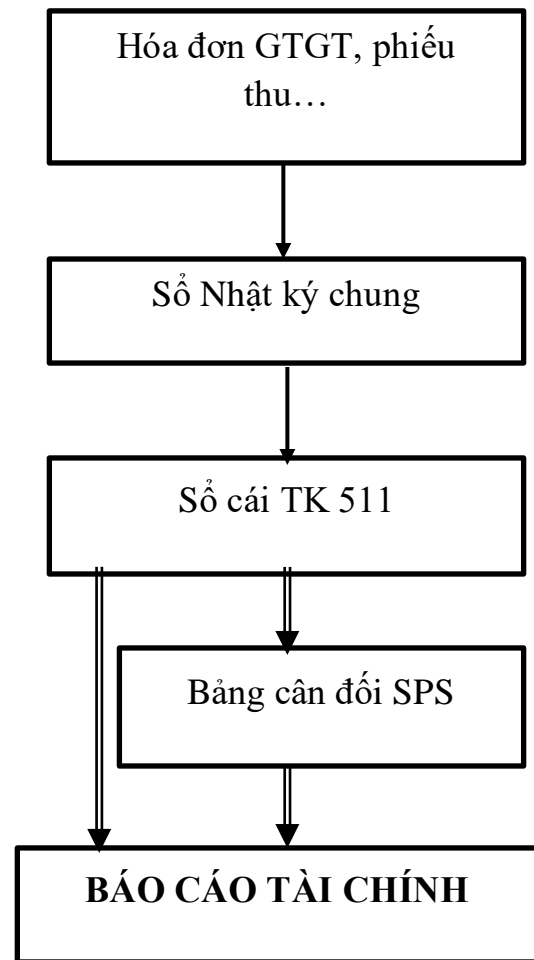 Hóa đơn GTGT, phiếu
thu…
Sổ Nhật ký chung
Sổ cái TK 511
Bảng cân đối SPS
BÁO CÁO TÀI CHÍNH